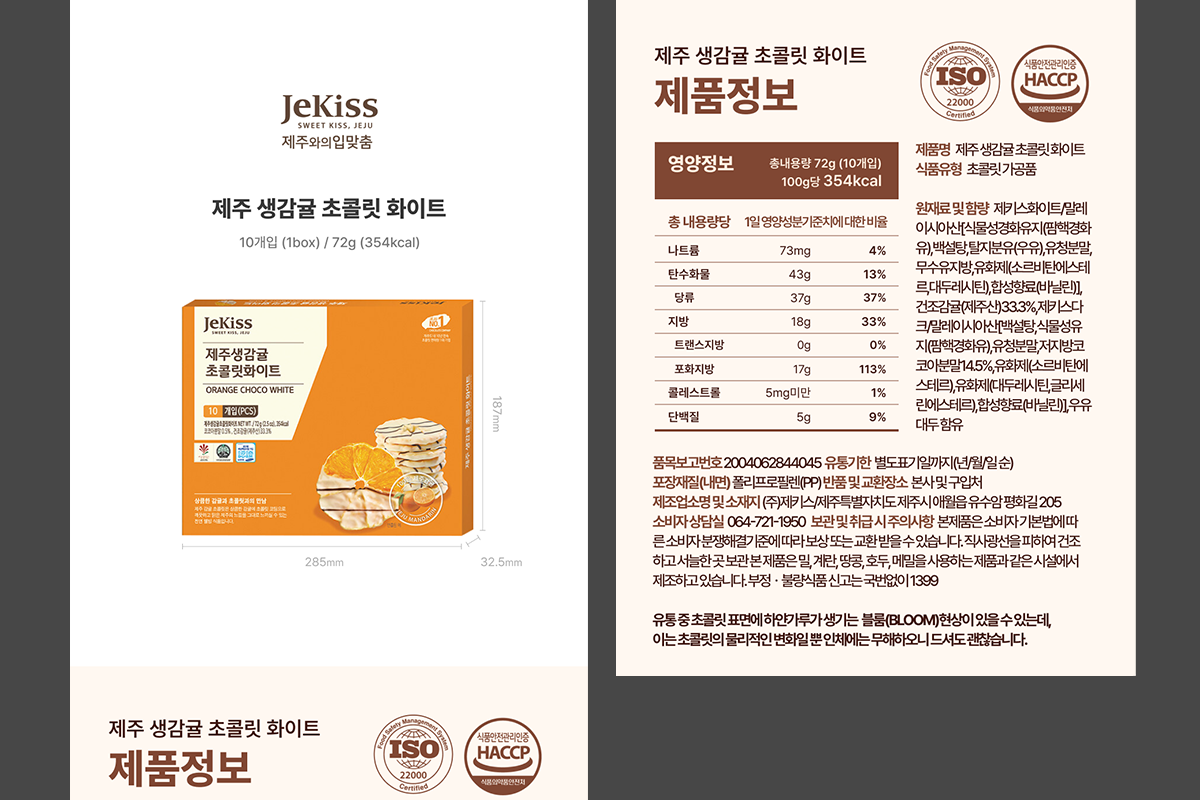 JeKiss
SWEET KISS, JEJU
제주와의입맞춤
제주 생감귤 초콜릿 화이트
10개입 (1box) / 72g (354kcal)
JeKiss
SWEET KISS, JEJU
제주생감귤
초콜릿화이트
ORANGE CHOCO WHITE
10 개입(PCS)
제주생감귤초콜릿화이트 NET WT. / 72g (2.5 oz), 354kcal
NO 1
상큼한 감귤과 초콜릿과의 만남
JEJU MANDARIN
187mm
285mm
32.5mm
제주 생감귤 초콜릿 화이트
제품정보
Food Safety Management System
ISO
22000
Certified
식품안전관리인증
HACCP
식품의약품안전처
제주 생감귤 초콜릿 화이트
제품정보
Food Safety Management System
ISO
22000
Certified
식품안전관리인증
HACCP
식품의약품안전처
영양정보
총내용량 72g (10개입)
100g당 354kcal
총 내용량당 1일 영양성분기준치에 대한 비율
나트륨 73mg 4%
탄수화물 43g 13%
당류 37g 37%
지방 18g 33%
트랜스지방 0g 0%
포화지방 17g 113%
콜레스트롤 5mg미만 1%
단백질 5g 9%
제품명 제주 생감귤 초콜릿 화이트
식품유형 초콜릿 가공품
원재료 및 함량 제키스화이트/말레
이시아산[식물성경화유지(팜핵경화
유),백설탕,탈지분유(우유),유청분말,
무수유지방,유화제(소르비탄에스테
르,대두레시틴),합성향료(바닐린)],
건조감귤(제주산)33.3%,제키스다
크/말레이시아산[백설탕,식물성유
지(팜핵경화유),유청분말,저지방코
코아분말14.5%,유화제(소르비탄에
스테르),유화제(대두레시틴,글리세
린에스테르),합성향료(바닐린)],우유
대두 함유
품목보고번호 2004062844045 유통기한 별도표기일까지(년/월/일 순)
포장재질(내면) 폴리프로필렌(PP) 반품 및 교환장소 본사 및 구입처
제조업소명 및 소재지 (주)제키스/제주특별자치도 제주시 애월읍 유수암 평화길 205
소비자 상담실 064-721-1950 보관 및 취급 시 주의사항 본제품은 소비자 기본법에 따
른 소비자 분쟁해결기준에 따라 보상 또는 교환 받을 수 있습니다. 직사광선을 피하여 건조
하고 서늘한 곳 보관 본 제품은 밀, 계란, 땅콩, 호두, 메밀을 사용하는 제품과 같은 시설에서
제조하고 있습니다. 부정 · 불량식품 신고는 국번없이 1399
유통 중 초콜릿 표면에 하얀가루가 생기는 블룸(BLOOM)현상이 있을 수 있는데,
이는 초콜릿의 물리적인 변화일 뿐 인체에는 무해하오니 드셔도 괜찮습니다.